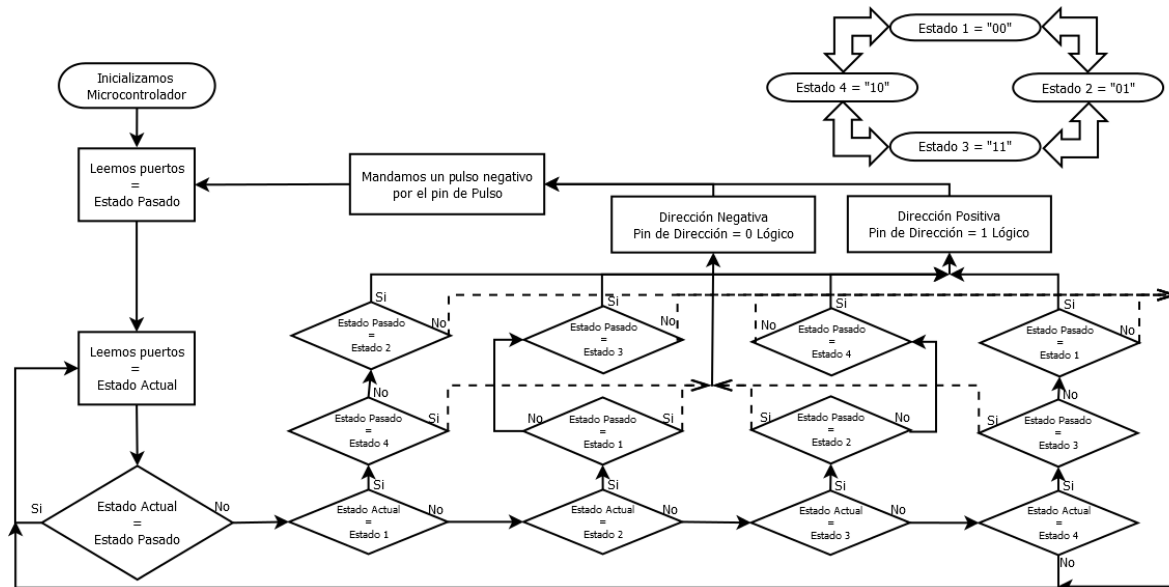 Estado 1 = "00"
Estado 4 = "10"
Estado 2 = "01"
Estado 3 = "11"
Inicializamos
Microcontrolador
Leemos puertos
=
Estado Pasado
Mandamos un pulso negativo
por el pin de Pulso
Dirección Negativa
Pin de Dirección = 0 Lógico
Dirección Positiva
Pin de Dirección = 1 Lógico
Leemos puertos
=
Estado Actual
Si
Estado Pasado
=
Estado 2
No
Si
Estado Pasado
=
Estado 3
No
Si
Estado Pasado
=
Estado 4
No
Si
Estado Pasado
=
Estado 1
No
No
Estado Pasado
=
Estado 4
Si
No
Estado Pasado
=
Estado 1
Si
Si
Estado Pasado
=
Estado 2
No
No
Si
Estado Pasado
=
Estado 3
Si
Estado Actual
=
Estado Pasado
No
Si
Estado Actual
=
Estado 1
No
Si
Estado Actual
=
Estado 2
No
Si
Estado Actual
=
Estado 3
No
Si
Estado Actual
=
Estado 4
No